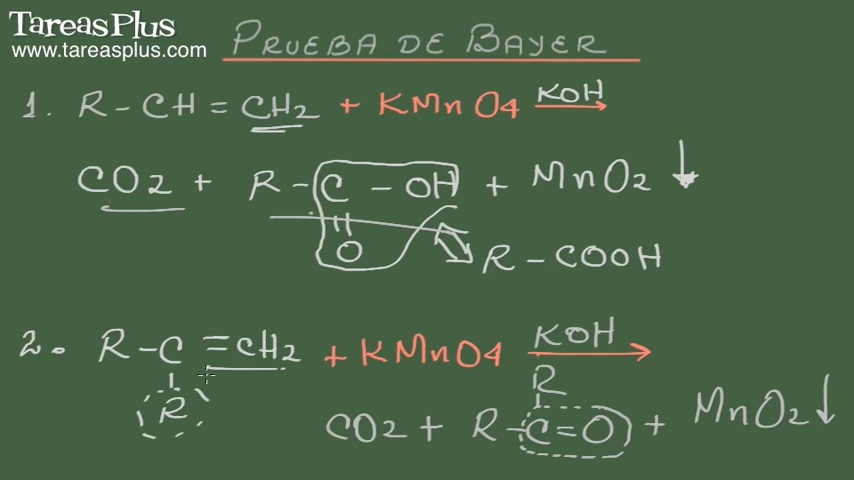 TareasPlus
www.tareasplus.com
PRUEBA DE BAYER
1. R - CH = CH2 + KMnO4 KOH
CO2 + R - C - OH + MnO2 ↓
O
R - COOH
2. R - C = CH2 + KMnO4 KOH
R
R
CO2 + R - C = O + MnO2 ↓